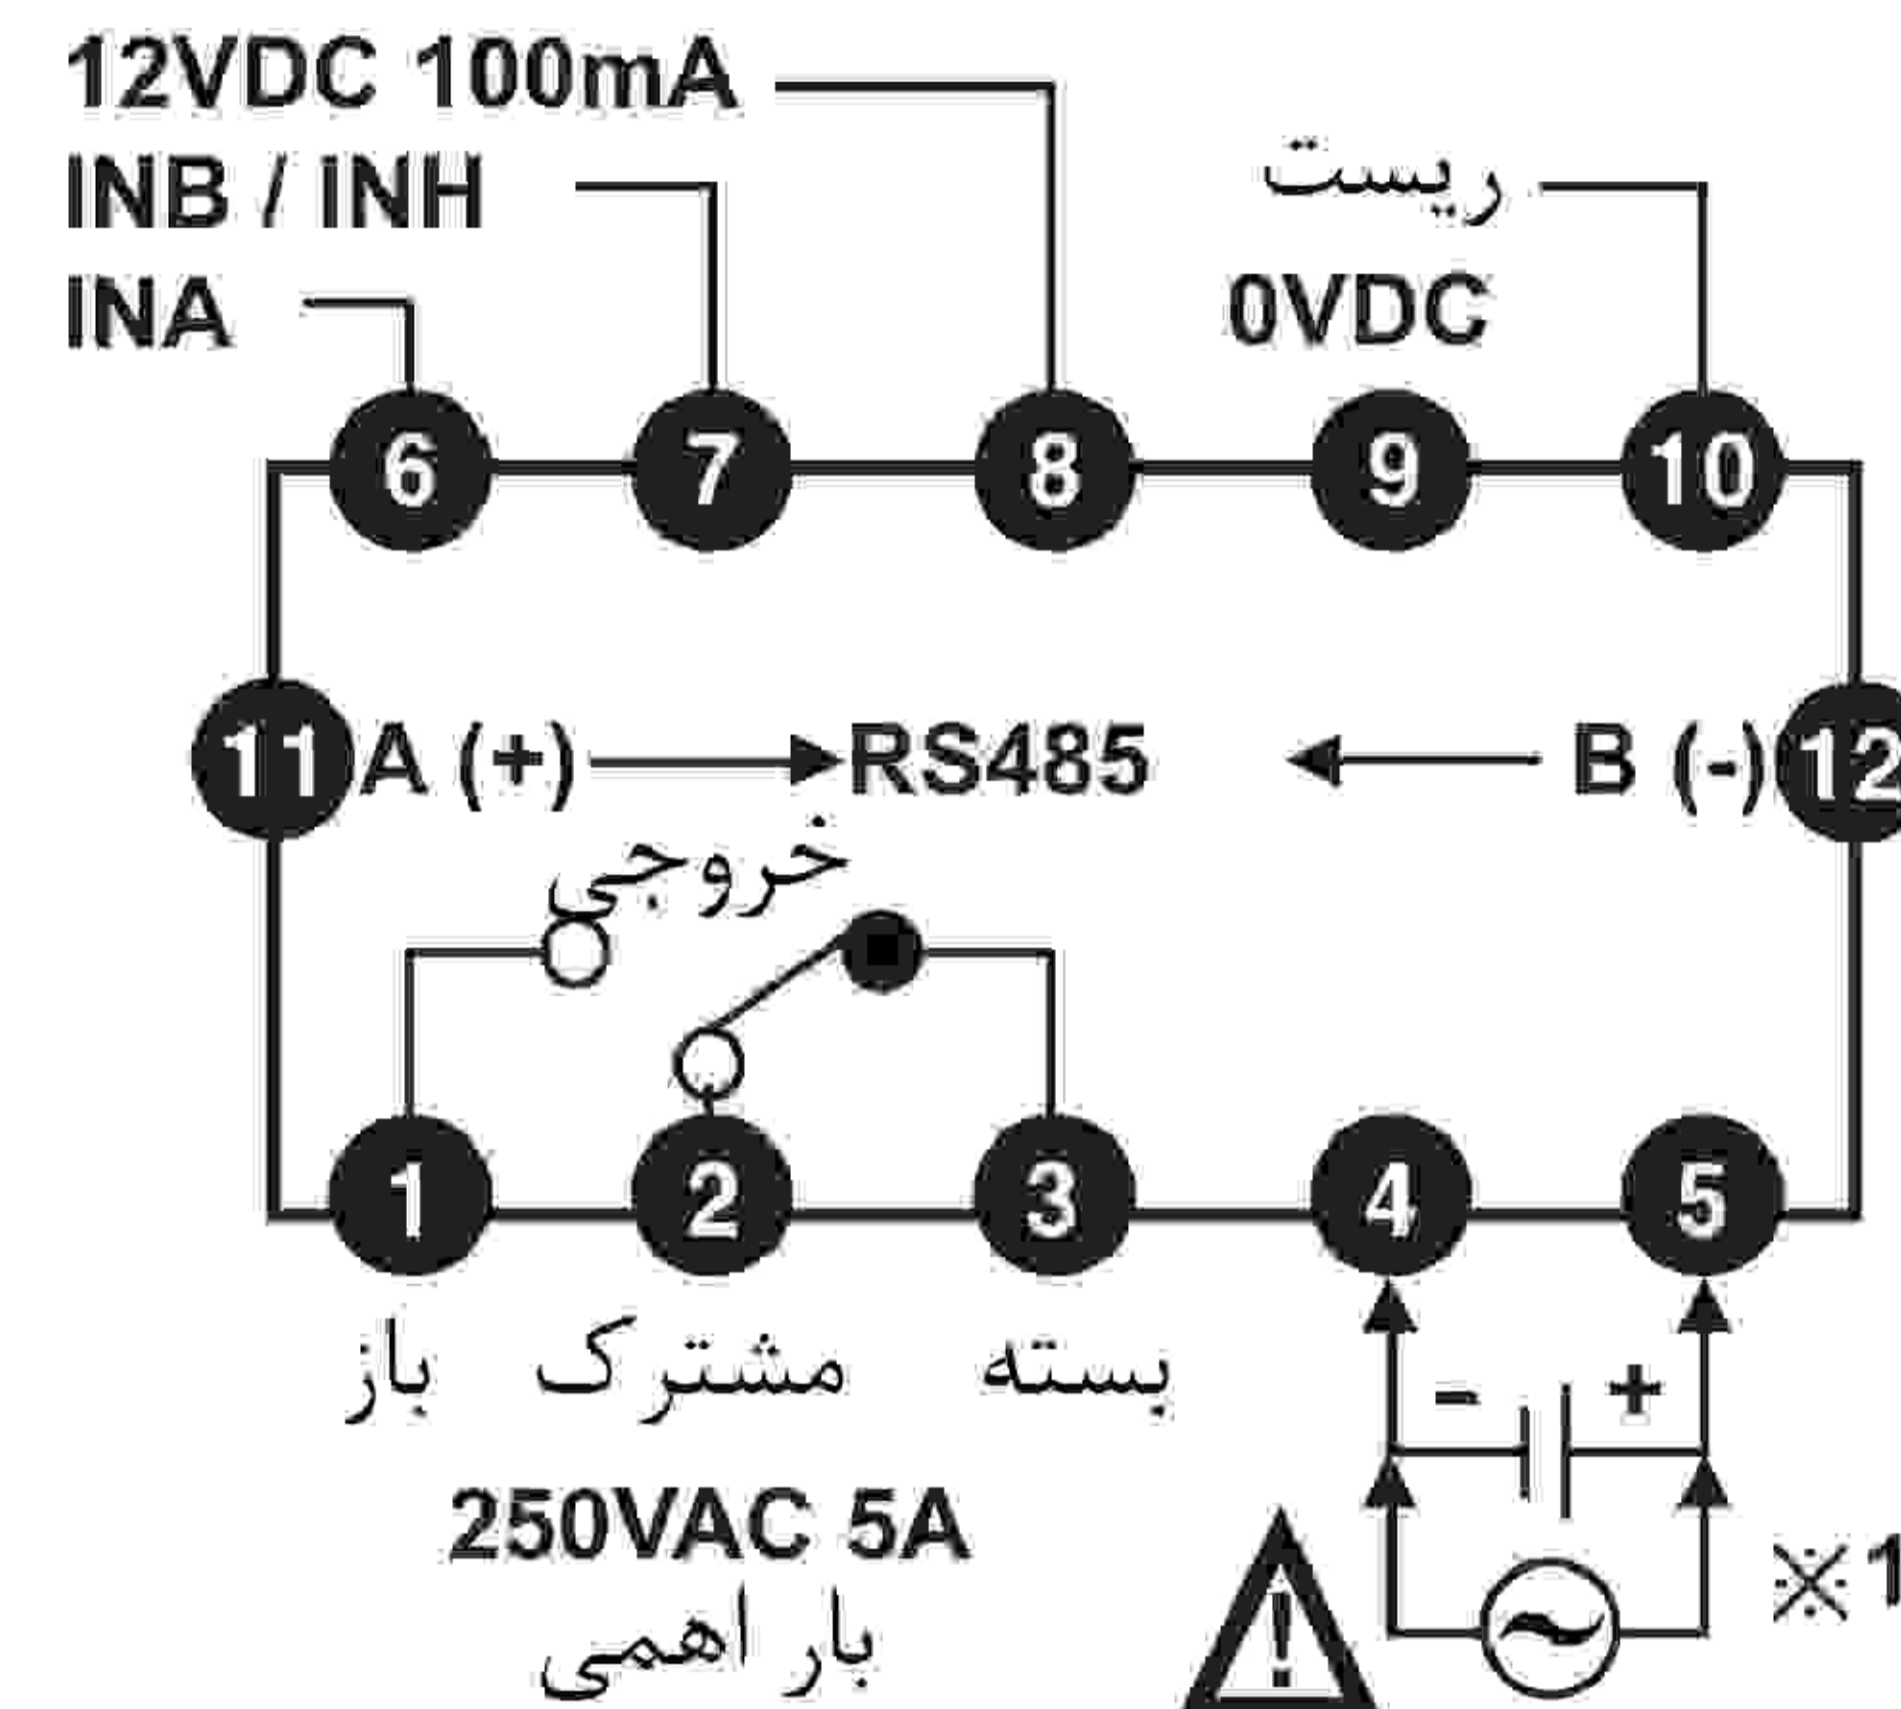 12VDC 100mA
INB / INH
ریست
INA
0VDC
6 7 8 9 10
11 A (+) RS485 B (-) 12
خروجی
1 2 3 4 5
باز مشترک بسته
- +
250VAC 5A
※1
بار اهمی
!